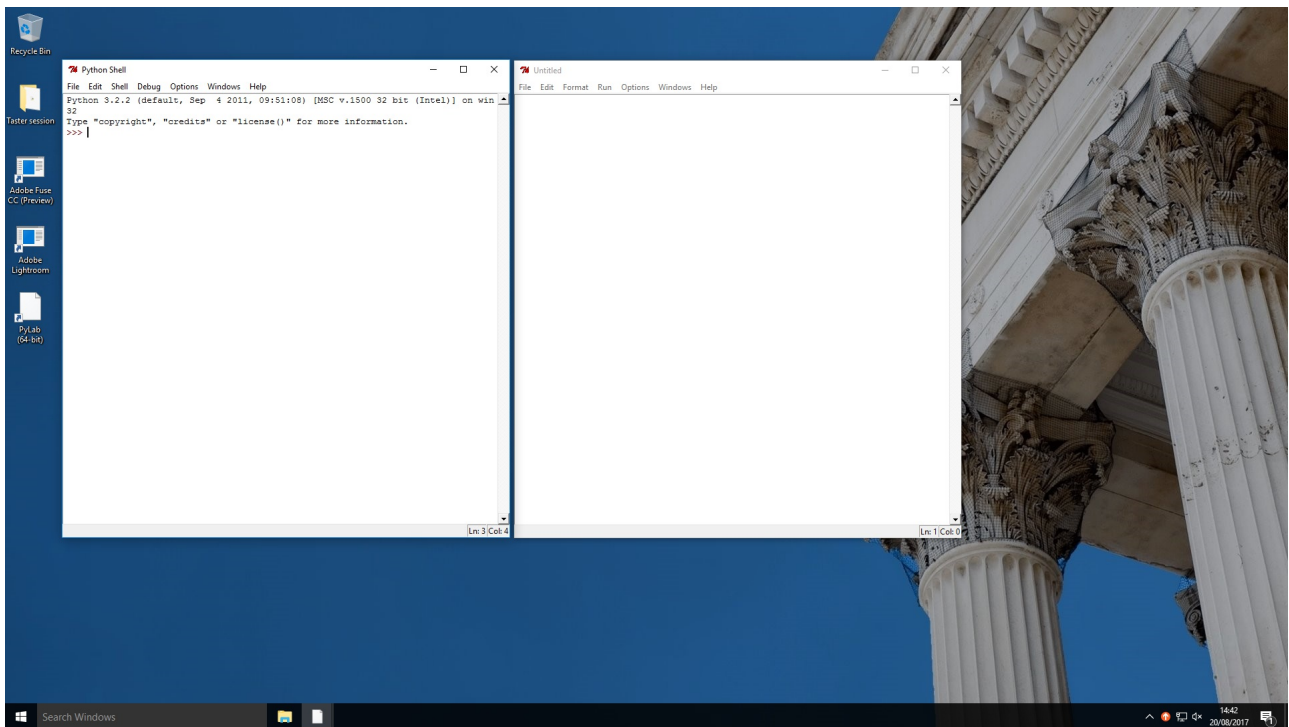 Recycle Bin
Taster session
Adobe Fuse
CC (Preview)
Adobe
Lightroom
PyLab
(64-bit)
Python Shell
File Edit Shell Debug Options Windows Help
Python 3.2.2 (default, Sep  4 2011, 09:51:08) [MSC v.1500 32 bit (Intel)] on win
32
Type "copyright", "credits" or "license()" for more information.
>>>
Ln: 3 Col: 4
Untitled
File Edit Format Run Options Windows Help
Ln: 1 Col: 0
Search Windows
14:42
20/08/2017
1